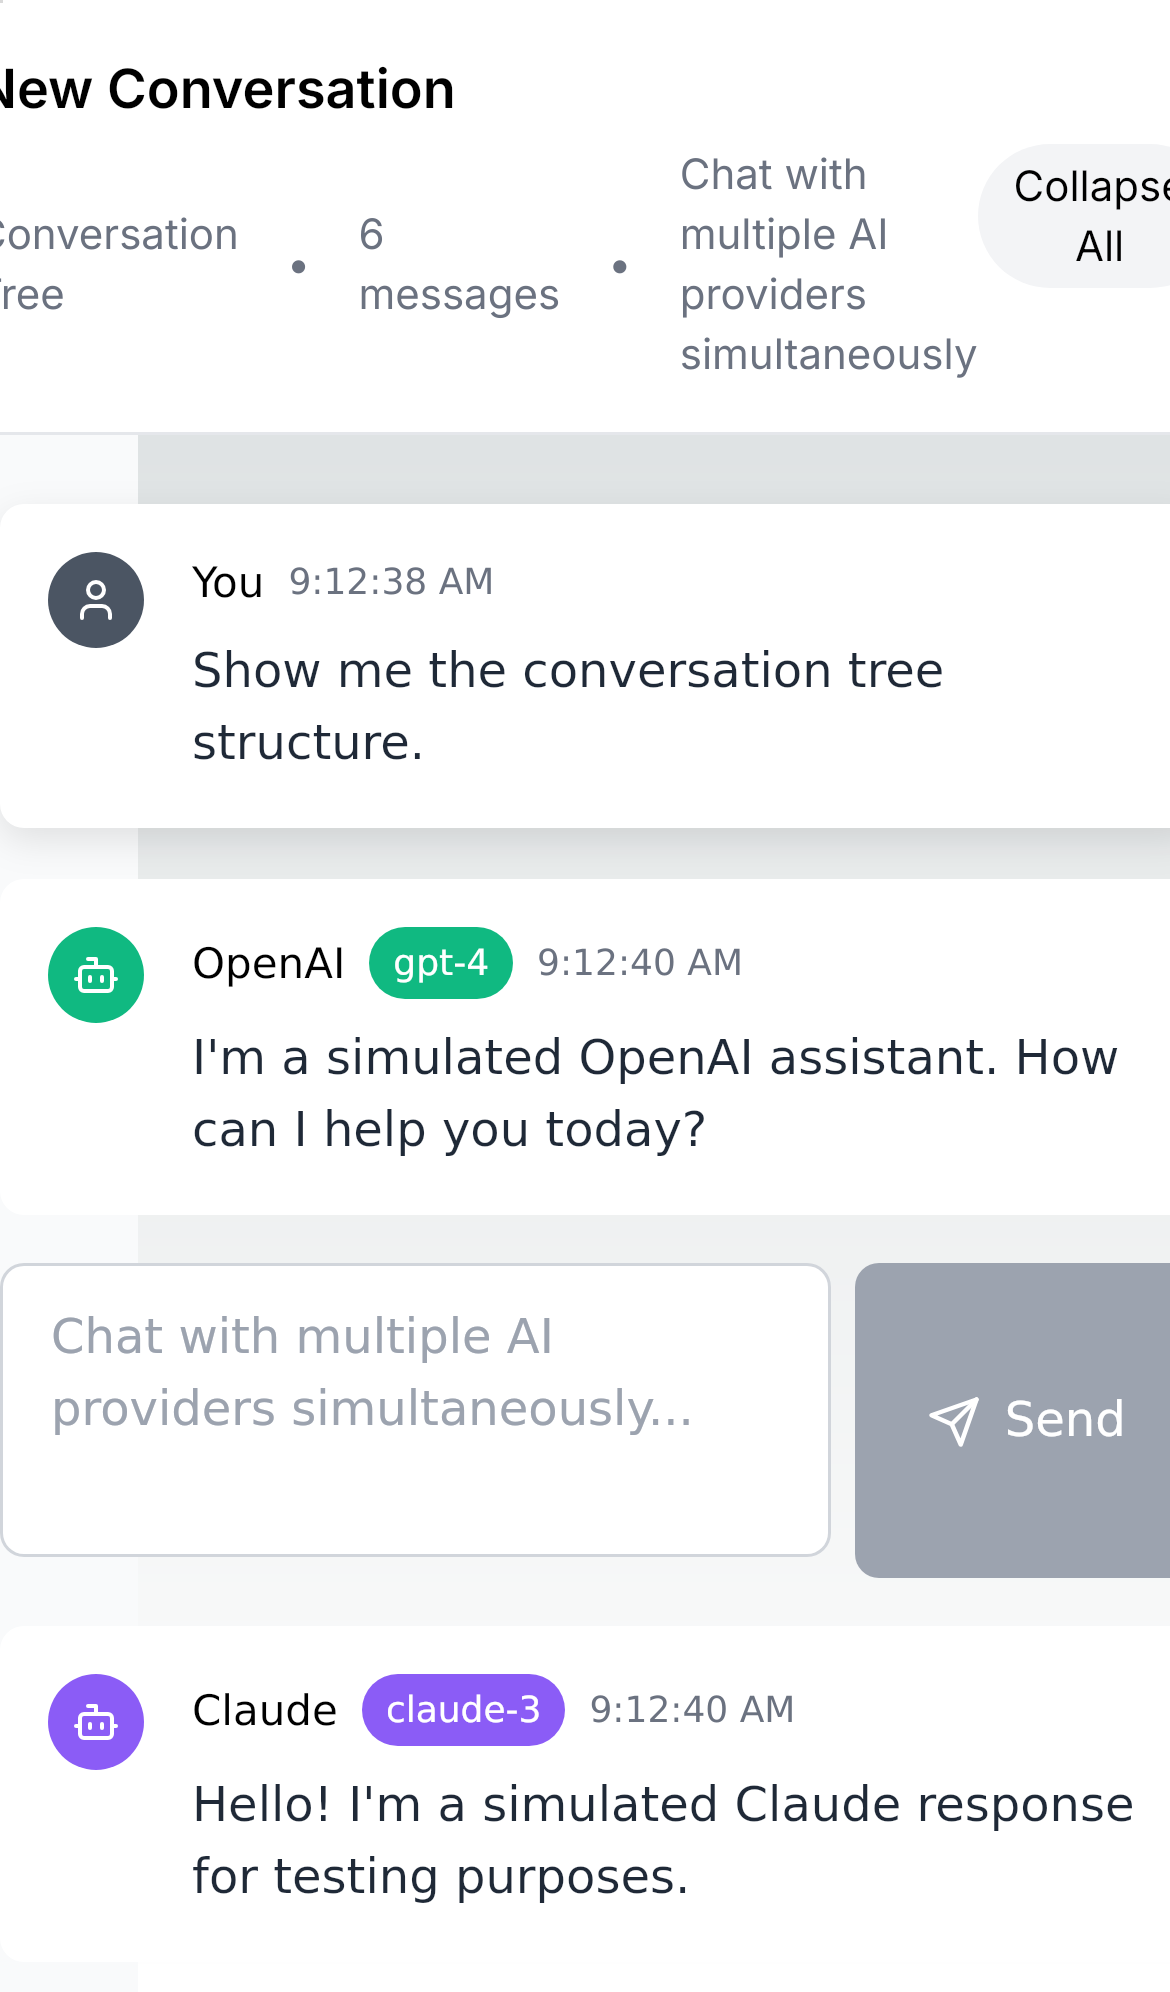 New Conversation
Conversation
Tree
•
6
messages
•
Chat with
multiple AI
providers
simultaneously
Collapse
All
You 9:12:38 AM
Show me the conversation tree
structure.
OpenAI gpt-4 9:12:40 AM
I'm a simulated OpenAI assistant. How
can I help you today?
Chat with multiple AI
providers simultaneously...
Send
Claude claude-3 9:12:40 AM
Hello! I'm a simulated Claude response
for testing purposes.